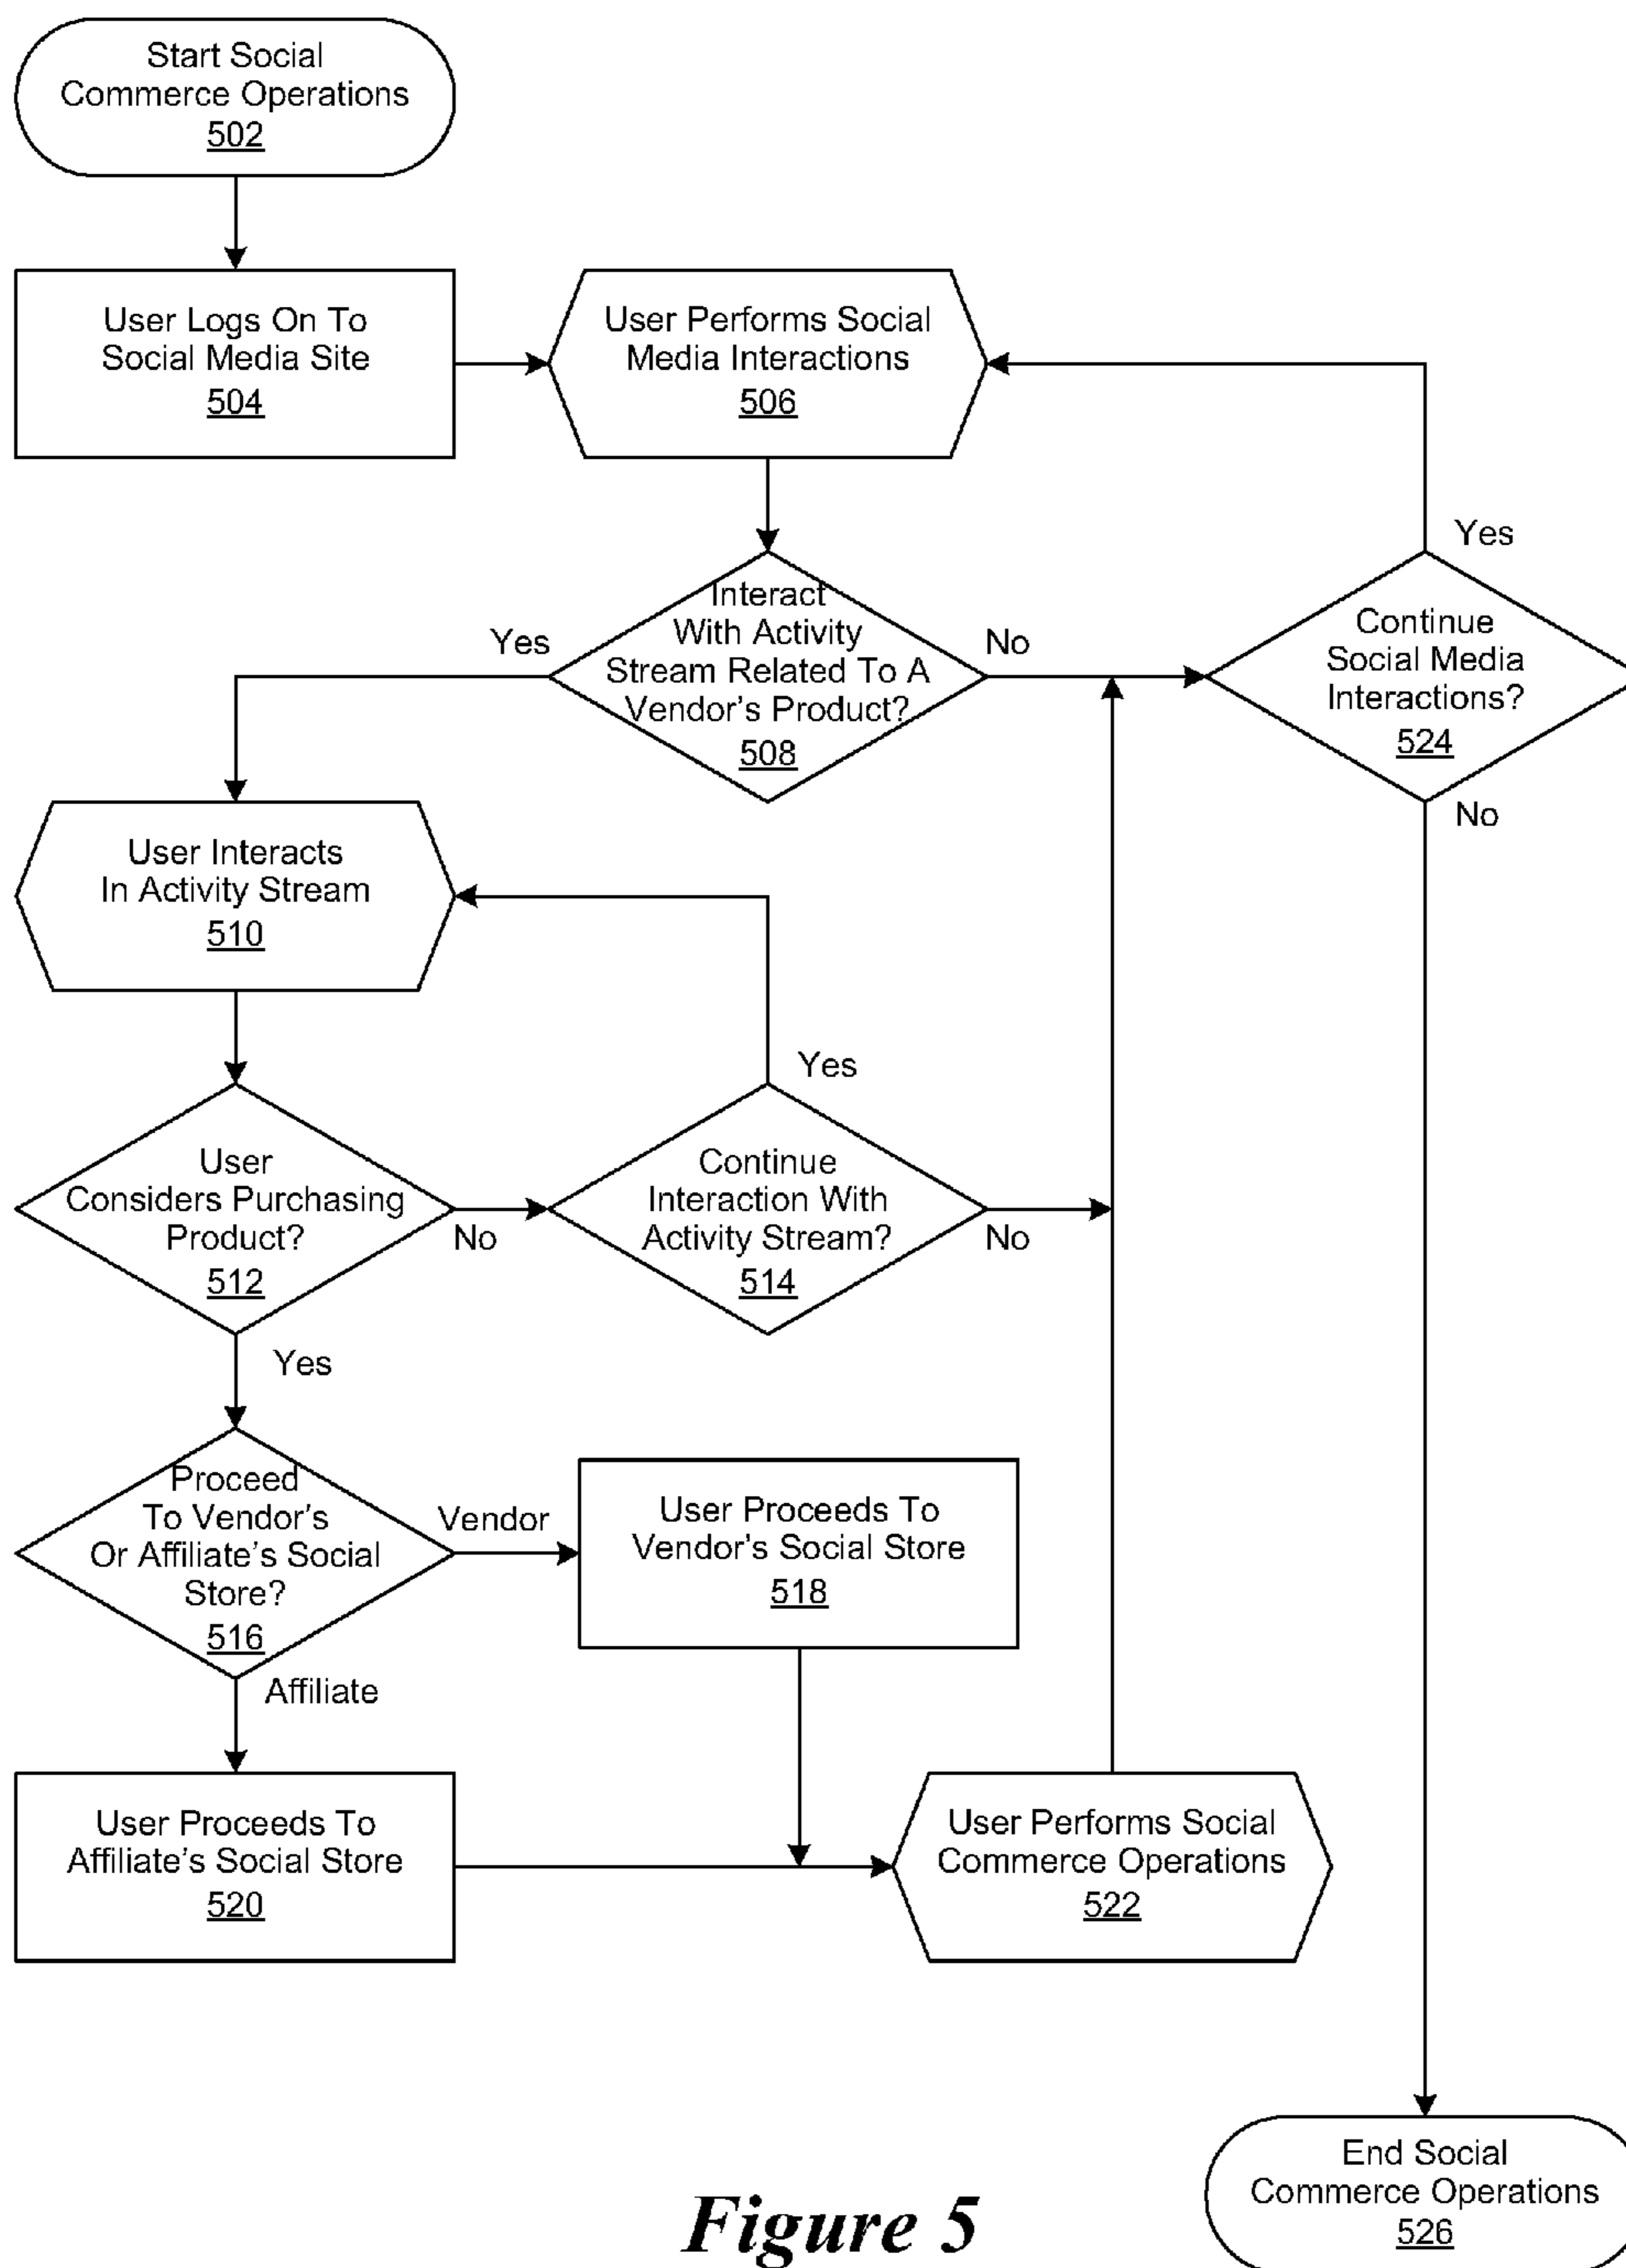 Start Social
Commerce Operations
502
User Logs On To
Social Media Site
504
User Performs Social
Media Interactions
506
Interact
With Activity
Stream Related To A
Vendor's Product?
508
Yes
No
Continue
Social Media
Interactions?
524
Yes
No
User Interacts
In Activity Stream
510
User
Considers Purchasing
Product?
512
No
Yes
Continue
Interaction With
Activity Stream?
514
Yes
No
Proceed
To Vendor's
Or Affiliate's Social
Store?
516
Vendor
Affiliate
User Proceeds To
Vendor's Social Store
518
User Proceeds To
Affiliate's Social Store
520
User Performs Social
Commerce Operations
522
End Social
Commerce Operations
526
Figure 5